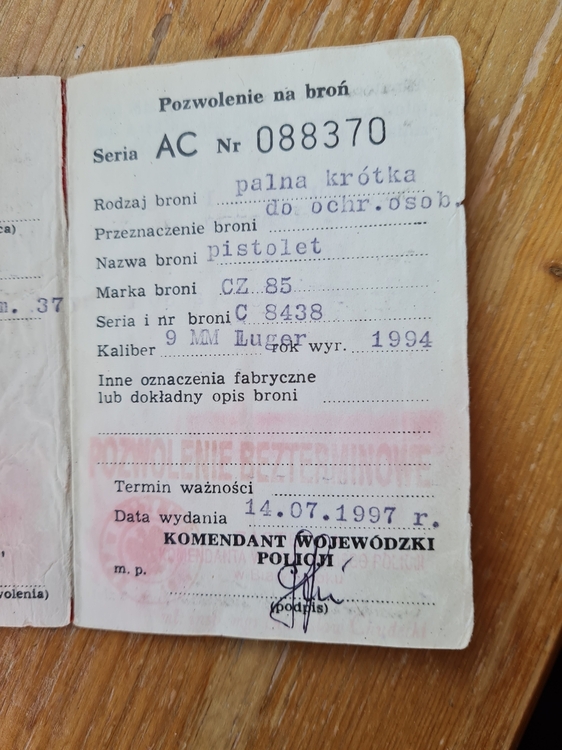 Pozwolenie na broń
Seria AC Nr 088370
Rodzaj broni palna krótka
Przeznaczenie broni do ochr.osob.
Nazwa broni pistolet
Marka broni CZ 85
Seria i nr broni C 8438
Kaliber 9 MM Luger rok wyr. 1994
Inne oznaczenia fabryczne
lub dokładny opis broni
POZWOLENIE BEZTERMINOWE
Termin ważności
Data wydania 14.07.1997 r.
KOMENDANT WOJEWÓDZKI
POLICJI
m. p.
(podpis)
37